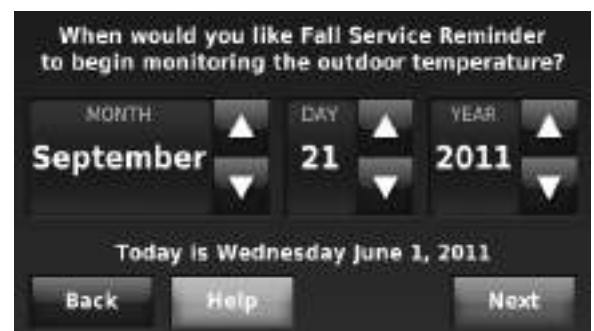 When would you like Fall Service Reminder
to begin monitoring the outdoor temperature?
MONTH DAY YEAR
September 21 2011
Today is Wednesday June 1, 2011
Back Help Next